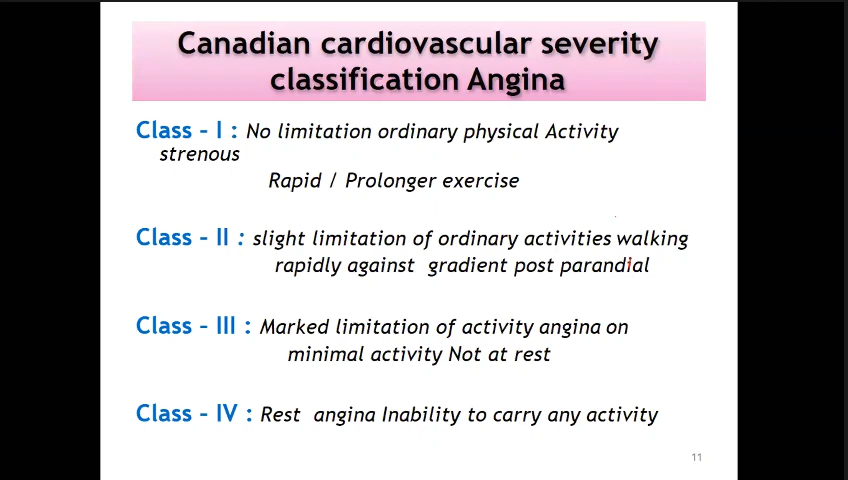 Canadian cardiovascular severity
classification Angina
Class – I : No limitation ordinary physical Activity
strenous
Rapid / Prolonger exercise
Class – II : slight limitation of ordinary activities walking
rapidly against gradient post parandial
Class – III : Marked limitation of activity angina on
minimal activity Not at rest
Class – IV : Rest angina Inability to carry any activity
11